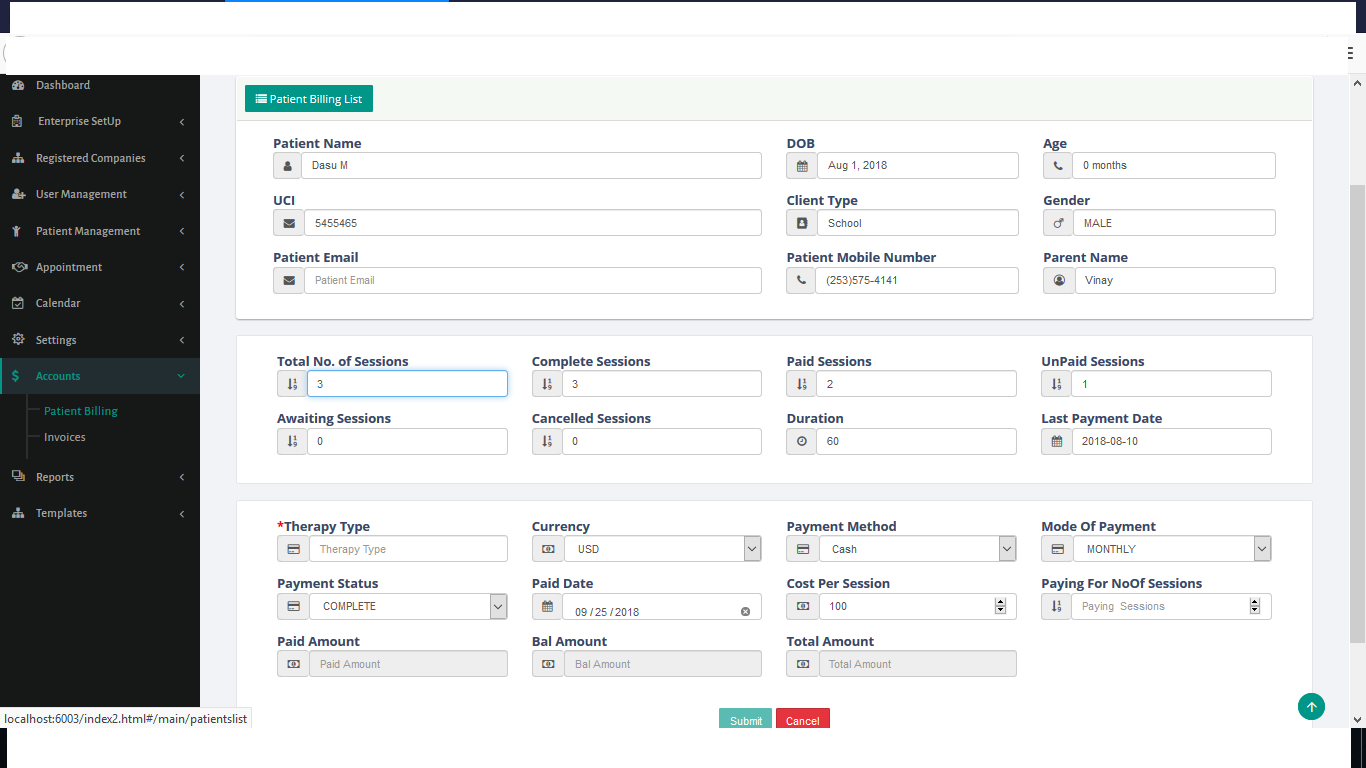 Dashboard
Enterprise SetUp
Registered Companies
User Management
Patient Management
Appointment
Calendar
Settings
Accounts
Patient Billing
Invoices
Reports
Templates
localhost:6003/index2.html#/main/patientslist
Patient Billing List
Patient Name DOB Age
Dasu M Aug 1, 2018 0 months
UCI Client Type Gender
5455465 School MALE
Patient Email Patient Mobile Number Parent Name
Patient Email (253)575-4141 Vinay
Total No. of Sessions Complete Sessions Paid Sessions UnPaid Sessions
3 3 2 1
Awaiting Sessions Cancelled Sessions Duration Last Payment Date
0 0 60 2018-08-10
*Therapy Type Currency Payment Method Mode Of Payment
Therapy Type USD Cash MONTHLY
Payment Status Paid Date Cost Per Session Paying For NoOf Sessions
COMPLETE 09 / 25 / 2018 100 Paying Sessions
Paid Amount Bal Amount Total Amount
Paid Amount Bal Amount Total Amount
Submit Cancel